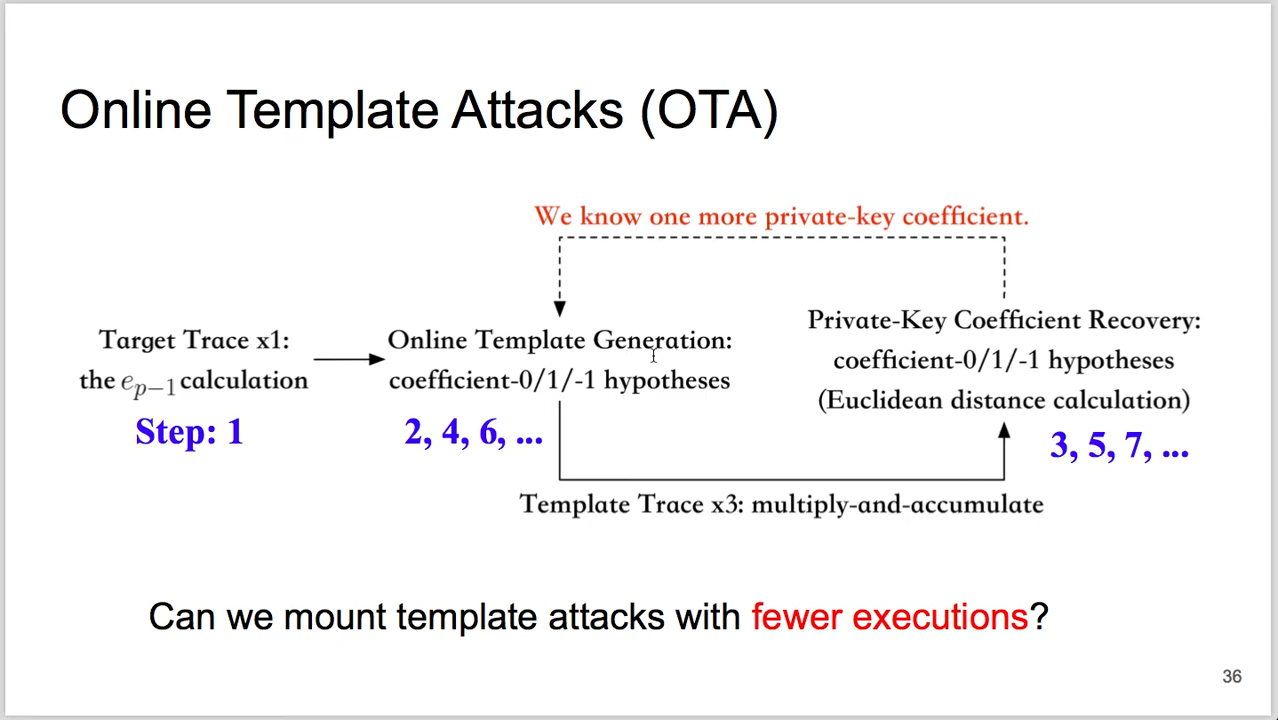 Online Template Attacks (OTA)
We know one more private-key coefficient.
Target Trace x1:
the e_{p-1} calculation
Step: 1
Online Template Generation:
coefficient-0/1/-1 hypotheses
2, 4, 6, ...
Private-Key Coefficient Recovery:
coefficient-0/1/-1 hypotheses
(Euclidean distance calculation)
3, 5, 7, ...
Template Trace x3: multiply-and-accumulate
Can we mount template attacks with fewer executions?
36